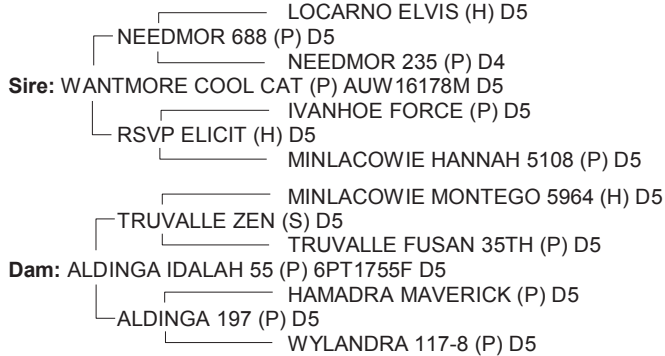 LOCARNO ELVIS (H) D5
NEEDMOR 688 (P) D5
NEEDMOR 235 (P) D4
Sire: WANTMORE COOL CAT (P) AUW16178M D5
IVANHOE FORCE (P) D5
RSVP ELICIT (H) D5
MINLACOWIE HANNAH 5108 (P) D5
MINLACOWIE MONTEGO 5964 (H) D5
TRUVALLE ZEN (S) D5
TRUVALLE FUSAN 35TH (P) D5
Dam: ALDINGA IDALAH 55 (P) 6PT1755F D5
HAMADRA MAVERICK (P) D5
ALDINGA 197 (P) D5
WYLANDRA 117-8 (P) D5